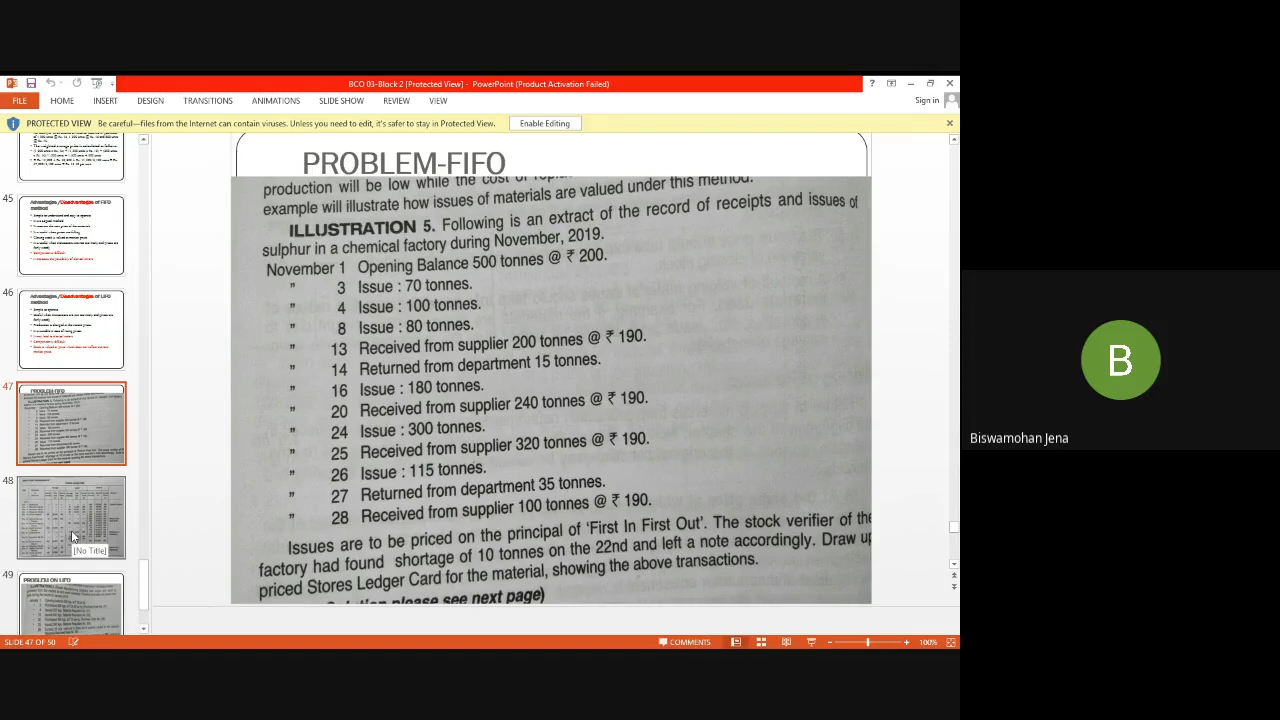 BCO 03-Block 2 [Protected View] - PowerPoint (Product Activation Failed)
FILE HOME INSERT DESIGN TRANSITIONS ANIMATIONS SLIDE SHOW REVIEW VIEW
Sign in
PROTECTED VIEW Be careful—files from the Internet can contain viruses. Unless you need to edit, it's safer to stay in Protected View. Enable Editing
45
46
47
48
[No Title]
49
PROBLEM ON LIFO
PROBLEM-FIFO
production will be low while the cost of
example will illustrate how issues of materials are valued under this method.
ILLUSTRATION 5. Following is an extract of the record of receipts and issues of
sulphur in a chemical factory during November, 2019.
November 1 Opening Balance 500 tonnes @ ₹ 200.
" 3 Issue : 70 tonnes.
" 4 Issue : 100 tonnes.
" 8 Issue : 80 tonnes.
" 13 Received from supplier 200 tonnes @ ₹ 190.
" 14 Returned from department 15 tonnes.
" 16 Issue : 180 tonnes.
" 20 Received from supplier 240 tonnes @ ₹ 190.
" 24 Issue : 300 tonnes.
" 25 Received from supplier 320 tonnes @ ₹ 190.
" 26 Issue : 115 tonnes.
" 27 Returned from department 35 tonnes.
" 28 Received from supplier 100 tonnes @ ₹ 190.
Issues are to be priced on the principal of 'First In First Out'. The stock verifier of the
factory had found shortage of 10 tonnes on the 22nd and left a note accordingly. Draw up
priced Stores Ledger Card for the material, showing the above transactions.
please see next page)
SLIDE 47 OF 50
COMMENTS
100%
B
Biswamohan Jena